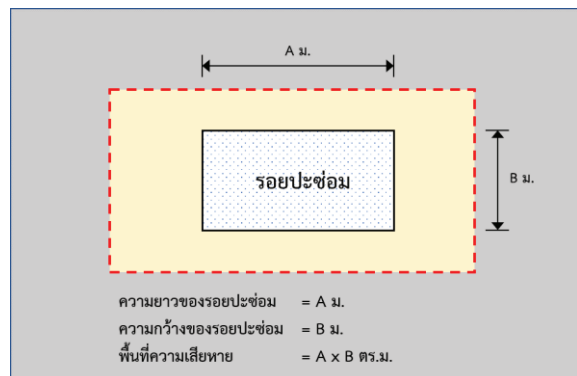 A ม.
รอยปะซ่อม
B ม.
ความยาวของรอยปะซ่อม = A ม.
ความกว้างของรอยปะซ่อม = B ม.
พื้นที่ความเสียหาย = A x B ตร.ม.